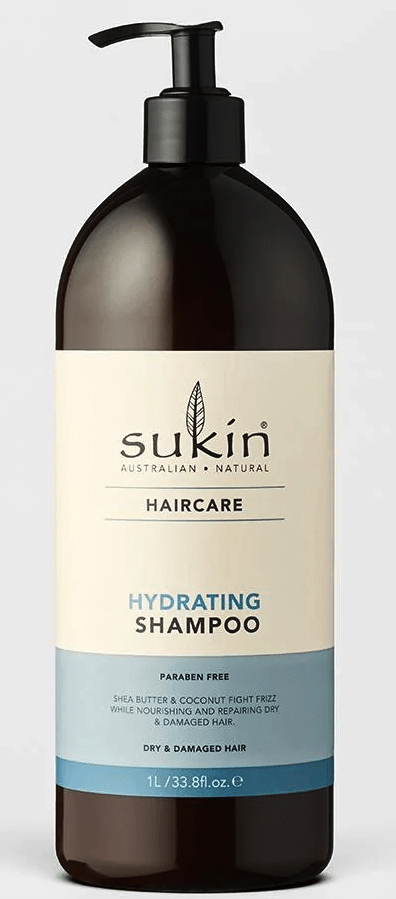 sukin®
AUSTRALIAN • NATURAL
HAIRCARE
HYDRATING
SHAMPOO
PARABEN FREE
SHEA BUTTER & COCONUT FIGHT FRIZZ
WHILE NOURISHING AND REPAIRING DRY
& DAMAGED HAIR.
DRY & DAMAGED HAIR
1L/33.8fl.oz.℮